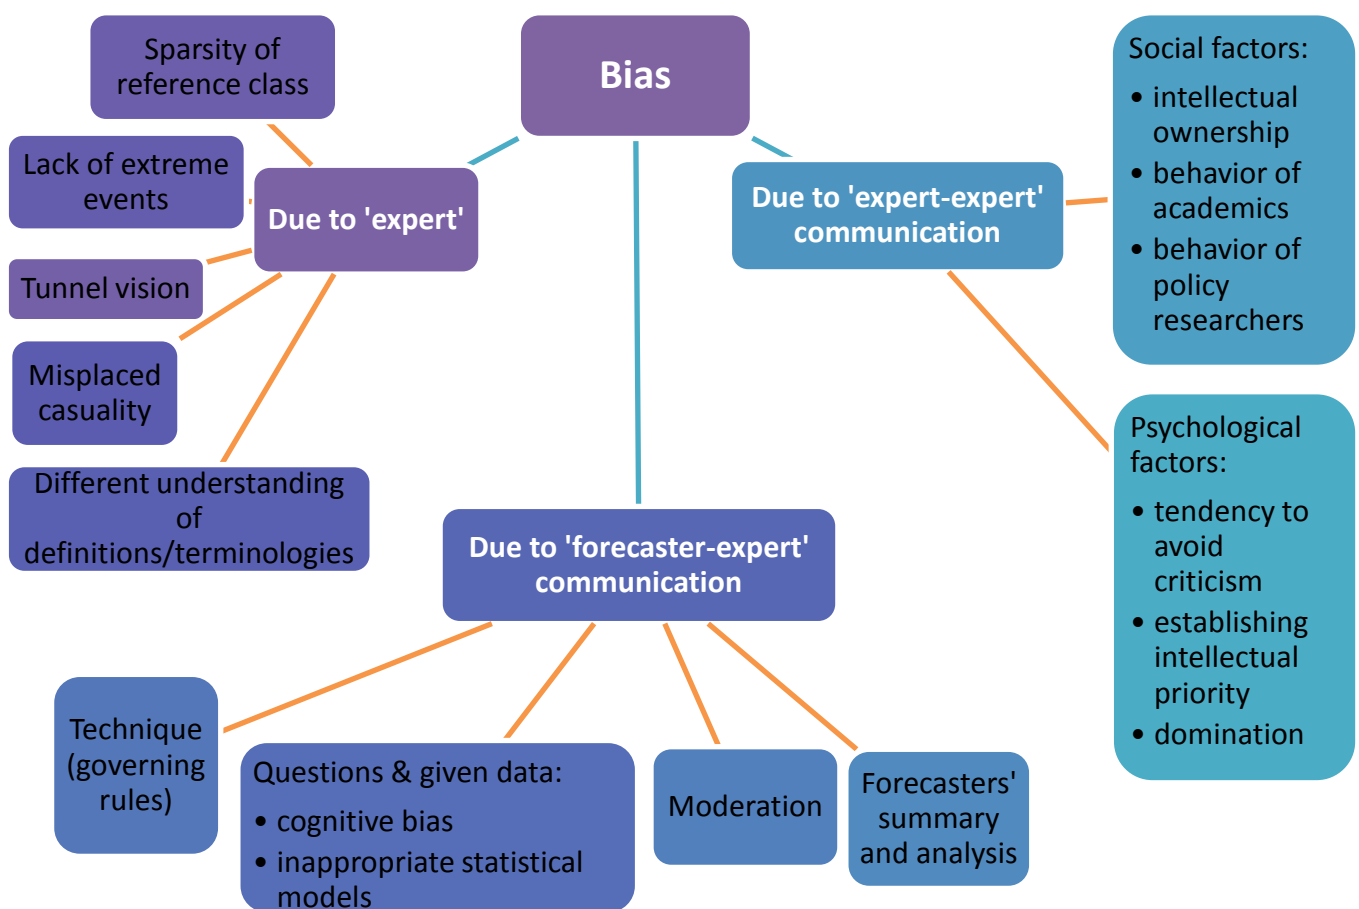 Bias
Sparsity of
reference class
Lack of extreme
events
Due to 'expert'
Tunnel vision
Misplaced
casuality
Different understanding
of
definitions/terminologies
Due to 'expert-expert'
communication
Social factors:
• intellectual
ownership
• behavior of
academics
• behavior of
policy
researchers
Psychological
factors:
• tendency to
avoid
criticism
• establishing
intellectual
priority
• domination
Due to 'forecaster-expert'
communication
Technique
(governing
rules)
Questions & given data:
• cognitive bias
• inappropriate statistical
models
Moderation
Forecasters'
summary
and analysis